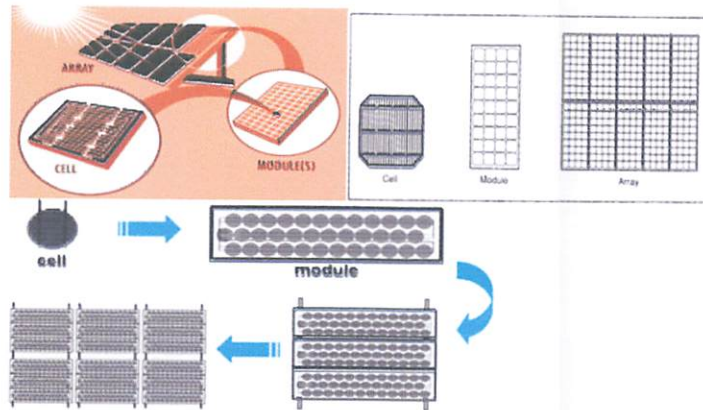 ARRAY
CELL
MODULE(S)
Cell
Module
Array
cell
module